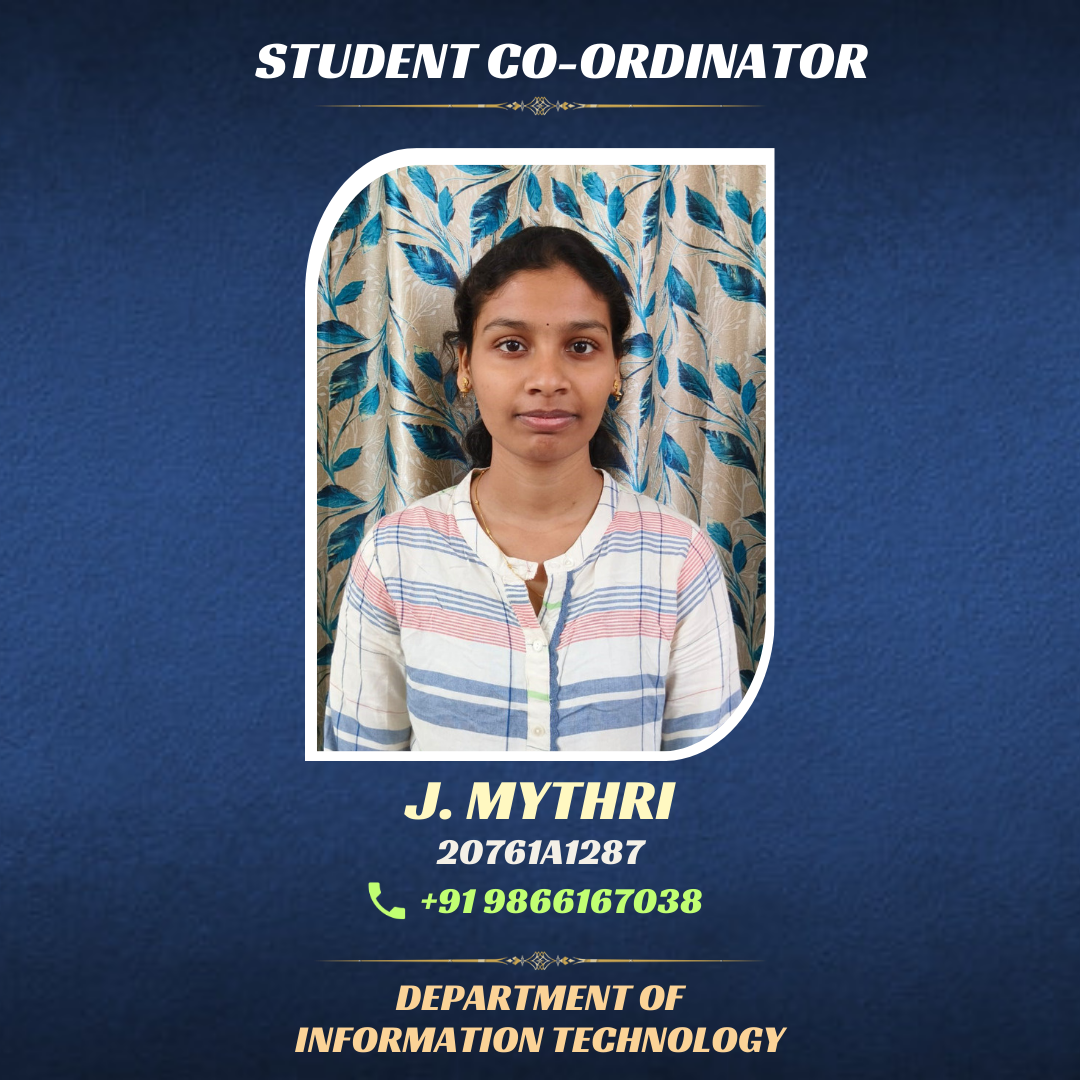 STUDENT CO-ORDINATOR
J. MYTHRI
20761A1287
+91 9866167038
DEPARTMENT OF
INFORMATION TECHNOLOGY